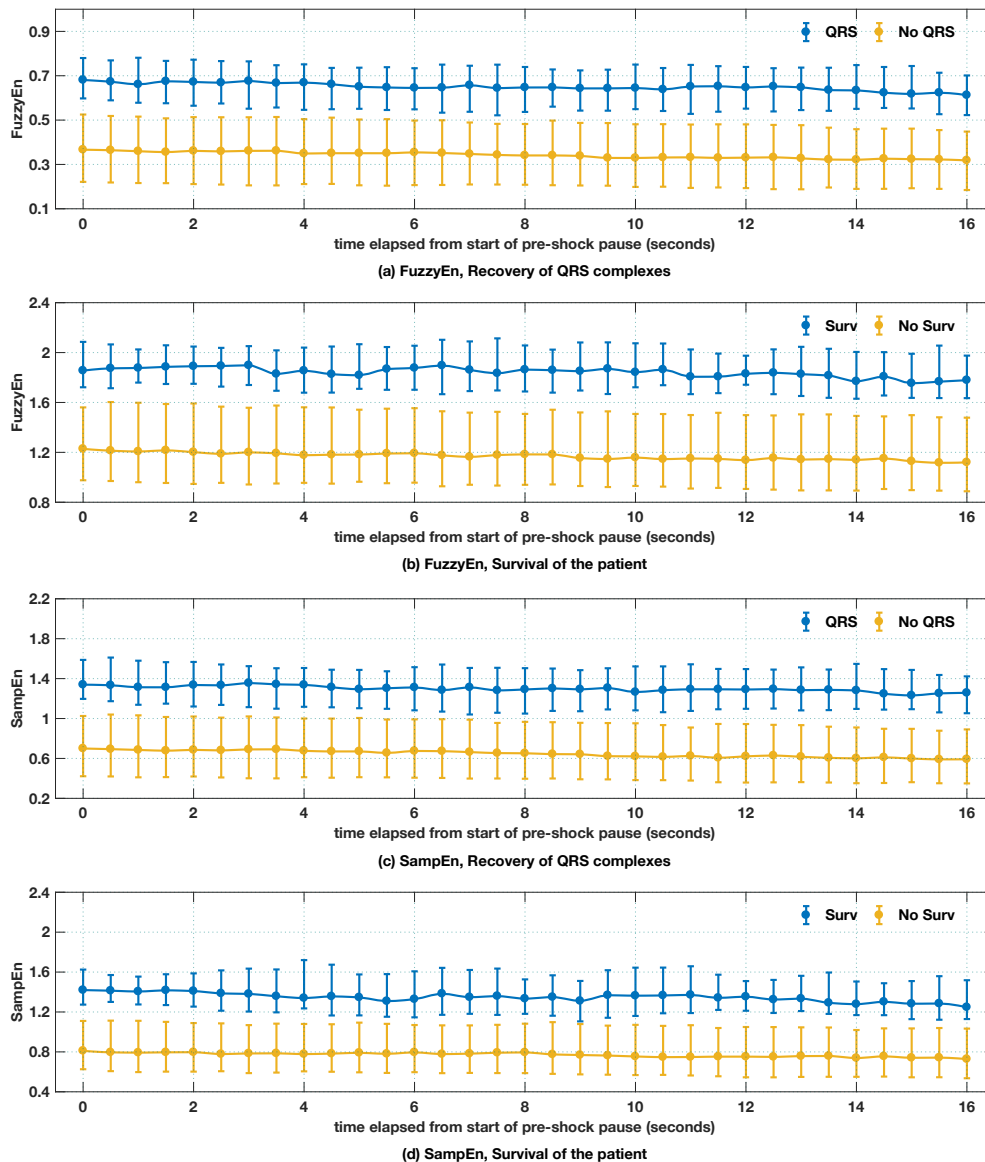 QRS No QRS
0.9
0.7
0.5
0.3
0.1
FuzzyEn
0 2 4 6 8 10 12 14 16
time elapsed from start of pre-shock pause (seconds)
(a) FuzzyEn, Recovery of QRS complexes
Surv No Surv
2.4
2
1.6
1.2
0.8
FuzzyEn
0 2 4 6 8 10 12 14 16
time elapsed from start of pre-shock pause (seconds)
(b) FuzzyEn, Survival of the patient
QRS No QRS
2.2
1.8
1.4
1
0.6
0.2
SampEn
0 2 4 6 8 10 12 14 16
time elapsed from start of pre-shock pause (seconds)
(c) SampEn, Recovery of QRS complexes
Surv No Surv
2.4
2
1.6
1.2
0.8
0.4
SampEn
0 2 4 6 8 10 12 14 16
time elapsed from start of pre-shock pause (seconds)
(d) SampEn, Survival of the patient